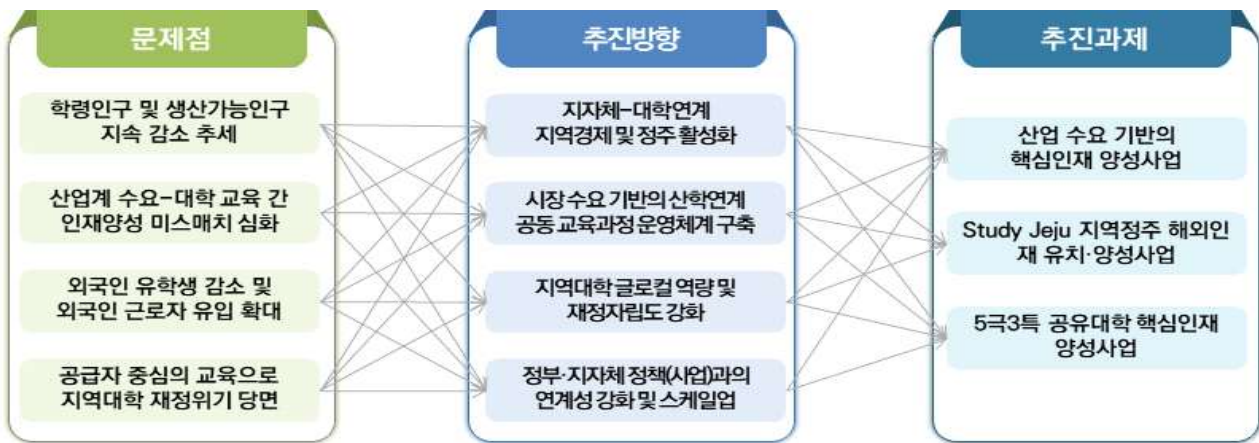 문제점
학령인구 및 생산가능인구
지속 감소 추세
산업계 수요-대학 교육 간
인재양성 미스매치 심화
외국인 유학생 감소 및
외국인 근로자 유입 확대
공급자 중심의 교육으로
지역대학 재정위기 당면
추진방향
지자체-대학연계
지역경제 및 정주 활성화
시장 수요 기반의 산학연계
공동 교육과정 운영체계 구축
지역대학 글로컬 역량 및
재정자립도 강화
정부·지자체 정책(사업)과의
연계성 강화 및 스케일업
추진과제
산업 수요 기반의
핵심인재 양성사업
Study Jeju 지역정주 해외인
재 유치·양성사업
5극3특 공유대학 핵심인재
양성사업